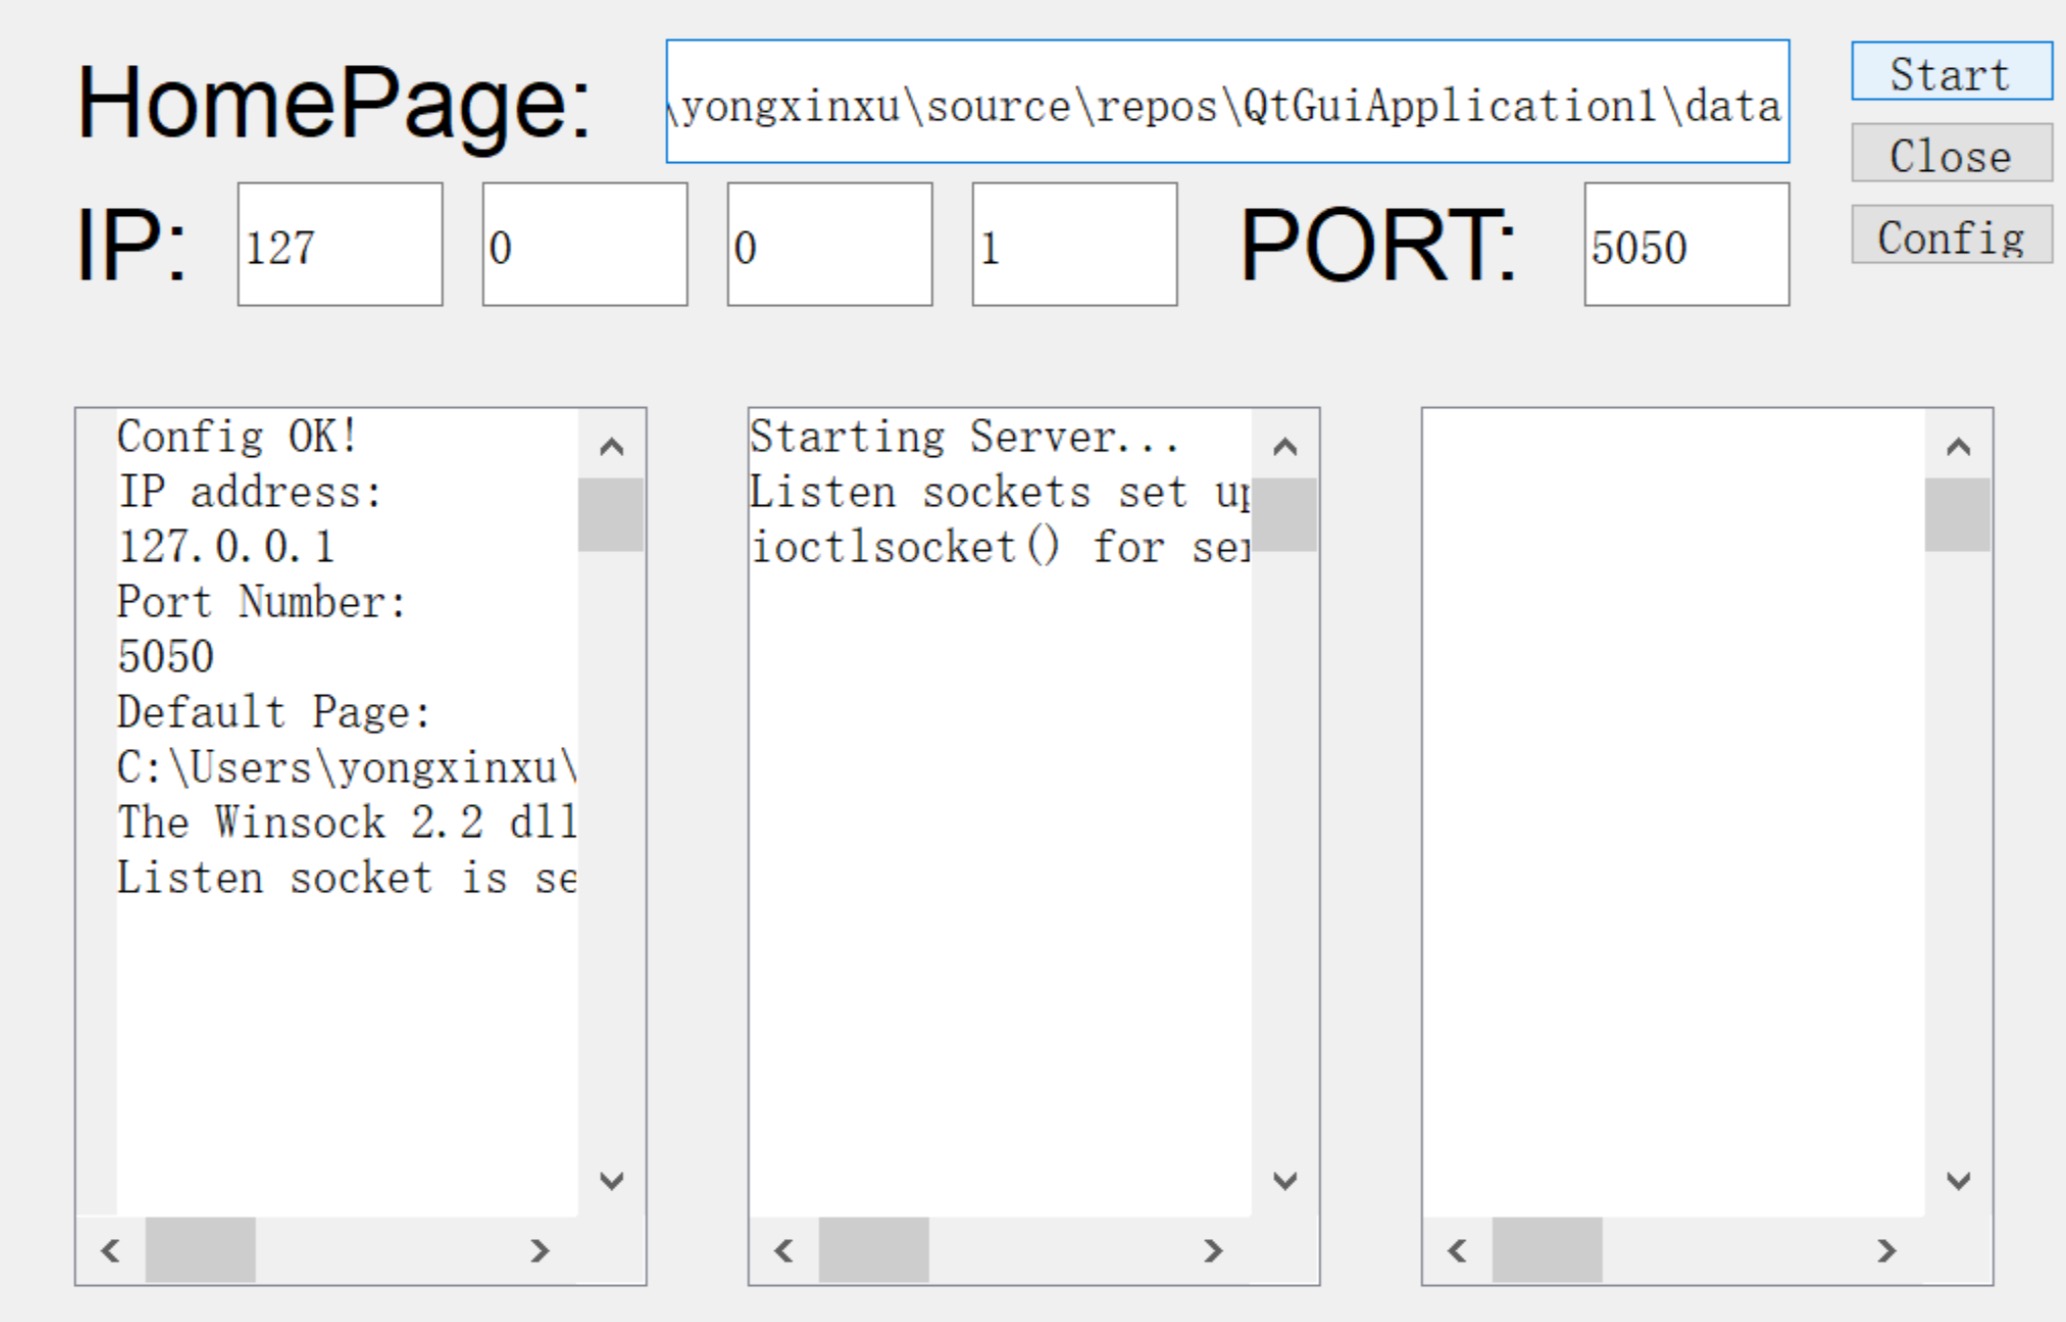 HomePage:
\yongxinxu\source\repos\QtGuiApplication1\data
Start
Close
IP:
127
0
0
1
PORT:
5050
Config
Config OK!
IP address:
127.0.0.1
Port Number:
5050
Default Page:
C:\Users\yongxinxu\
The Winsock 2.2 dll
Listen socket is se
Starting Server...
Listen sockets set
ioctlsocket() for